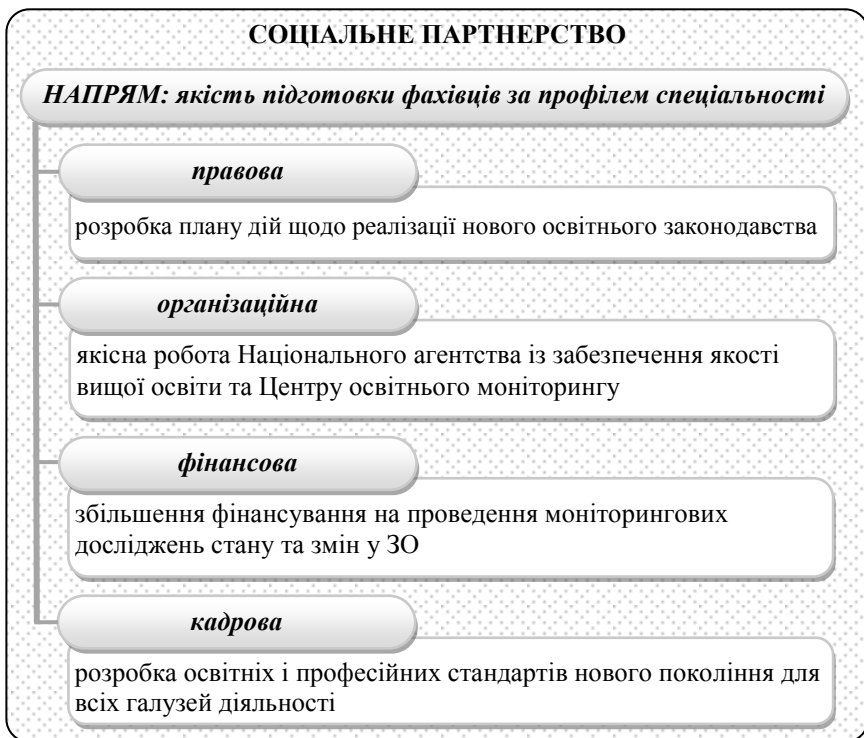 СОЦІАЛЬНЕ ПАРТНЕРСТВО
НАПРЯМ: якість підготовки фахівців за профілем спеціальності
правова
розробка плану дій щодо реалізації нового освітнього законодавства
організаційна
якісна робота Національного агентства із забезпечення якості
вищої освіти та Центру освітнього моніторингу
фінансова
збільшення фінансування на проведення моніторингових
досліджень стану та змін у ЗО
кадрова
розробка освітніх і професійних стандартів нового покоління для
всіх галузей діяльності